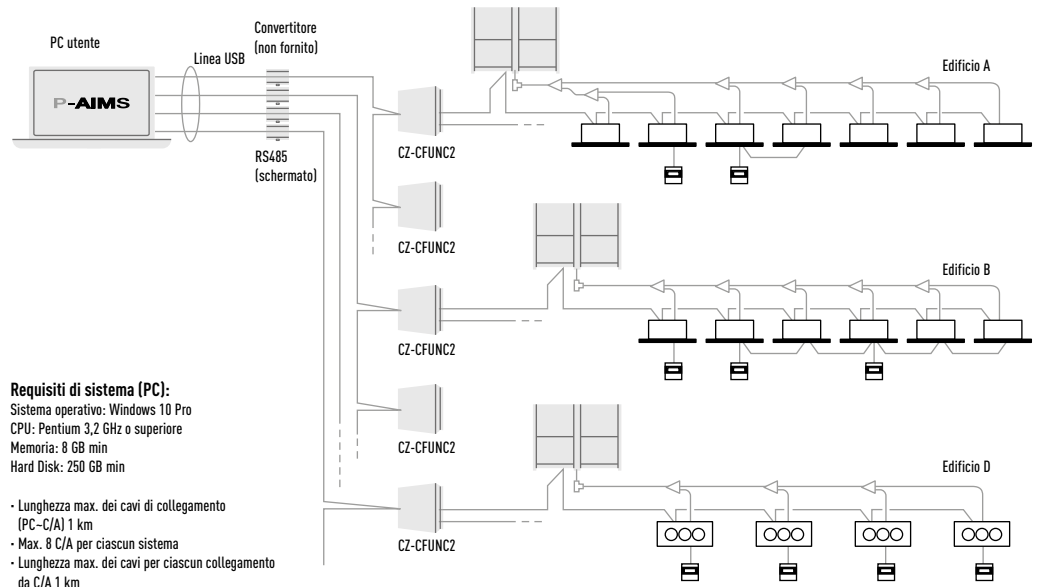 PC utente
P-AIMS
Linea USB
Convertitore
(non fornito)
RS485
(schermato)
CZ-CFUNC2
Edificio A
CZ-CFUNC2
CZ-CFUNC2
Edificio B
CZ-CFUNC2
CZ-CFUNC2
Edificio D
Requisiti di sistema (PC):
Sistema operativo: Windows 10 Pro
CPU: Pentium 3,2 GHz o superiore
Memoria: 8 GB min
Hard Disk: 250 GB min
· Lunghezza max. dei cavi di collegamento
(PC~C/A) 1 km
· Max. 8 C/A per ciascun sistema
· Lunghezza max. dei cavi per ciascun collegamento
da C/A 1 km